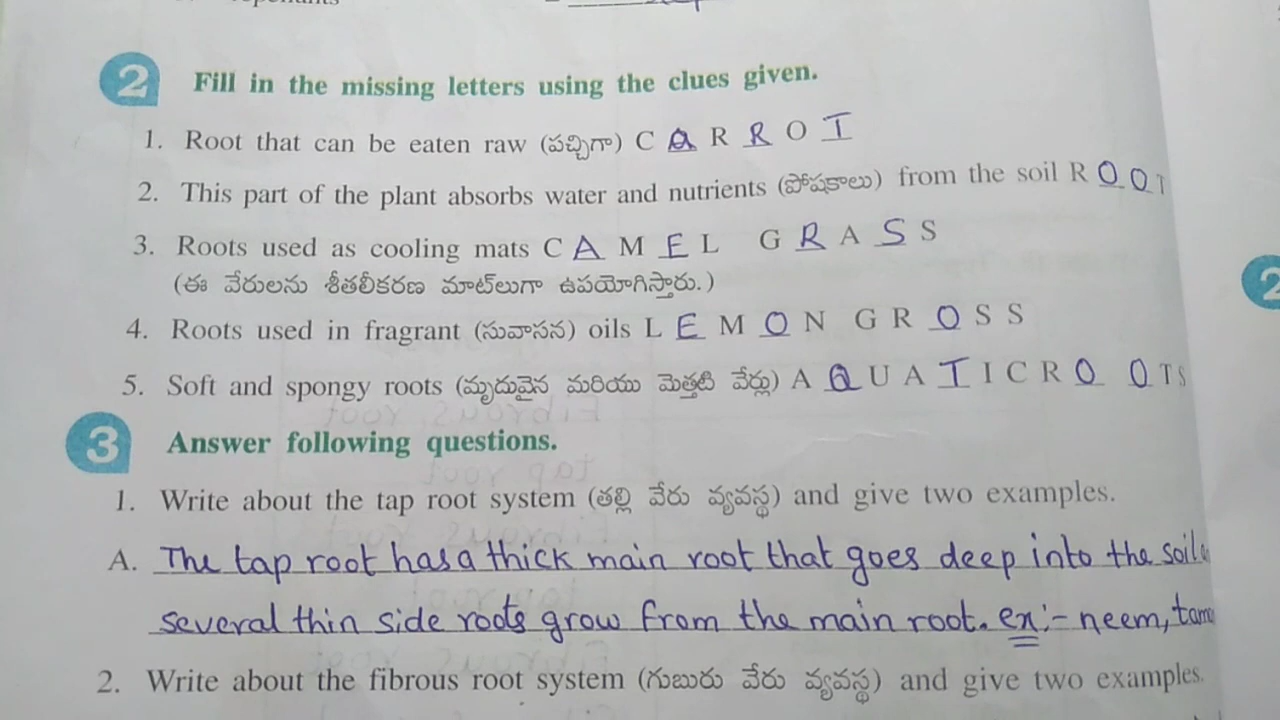 2 Fill in the missing letters using the clues given.
1. Root that can be eaten raw (పచ్చిగా) C A R R O T
2. This part of the plant absorbs water and nutrients (పోషకాలు) from the soil R O O T
3. Roots used as cooling mats C A M E L G R A S S
(ఈ వేరులను శీతలీకరణ మాట్‌లుగా ఉపయోగిస్తారు.)
4. Roots used in fragrant (సువాసన) oils L E M O N G R O S S
5. Soft and spongy roots (మృదువైన మరియు మెత్తటి వేర్లు) A Q U A T I C R O O T S
3 Answer following questions.
1. Write about the tap root system (తల్లి వేరు వ్యవస్థ) and give two examples.
A. The tap root has a thick main root that goes deep into the soil
several thin side roots grow from the main root. ex:- neem,
2. Write about the fibrous root system (గుబురు వేరు వ్యవస్థ) and give two examples.
2